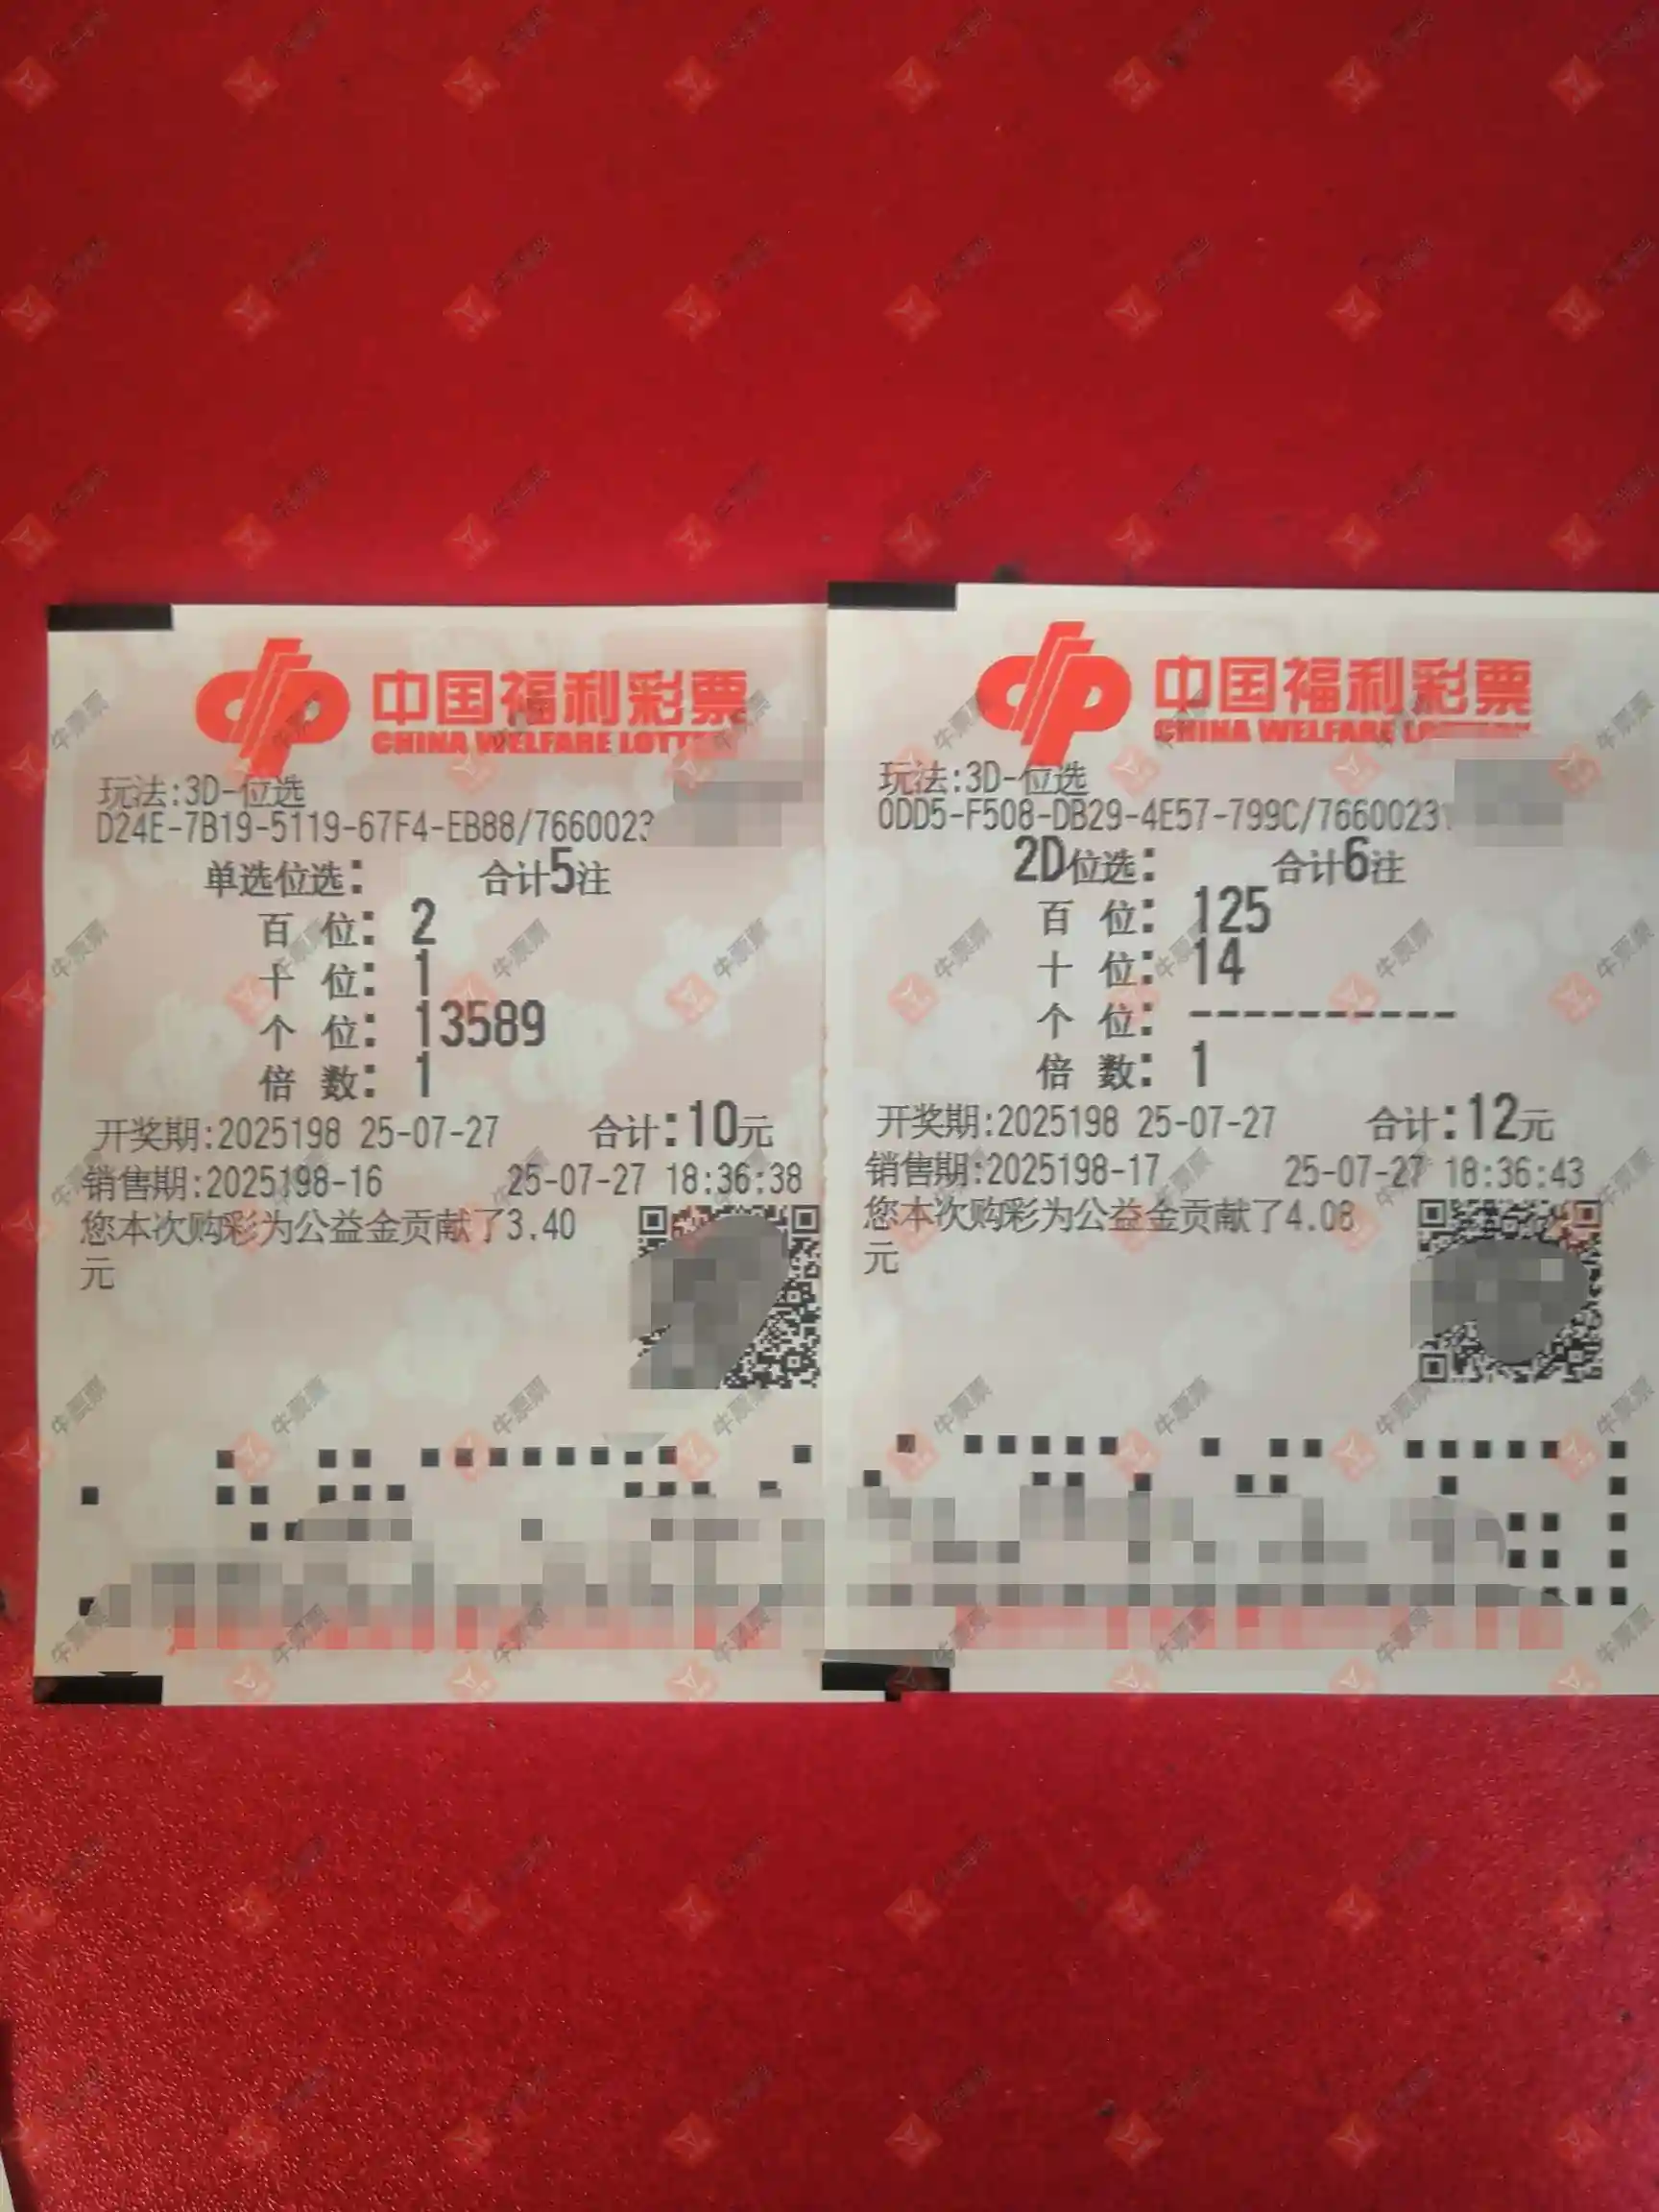 中国福利彩票
CHINA WELFARE
玩法:3D-位选
D24E-7B19-5119-67F4-EB88/7660023
单选位选: 合计5注
百 位: 2
十 位: 1
个 位: 13589
倍 数: 1
开奖期:2025198 25-07-27 合计:10元
销售期:2025198-16 25-07-27 18:36:38
您本次购彩为公益金贡献了3.40
元
中国福利彩票
CHINA WELFARE
玩法:3D-位选
0DD5-F508-DB29-4E57-799C/7660023
2D位选: 合计6注
百 位: 125
十 位: 14
个 位: ----------
倍 数: 1
开奖期:2025198 25-07-27 合计:12元
销售期:2025198-17 25-07-27 18:36:43
您本次购彩为公益金贡献了4.08
元
牛票票